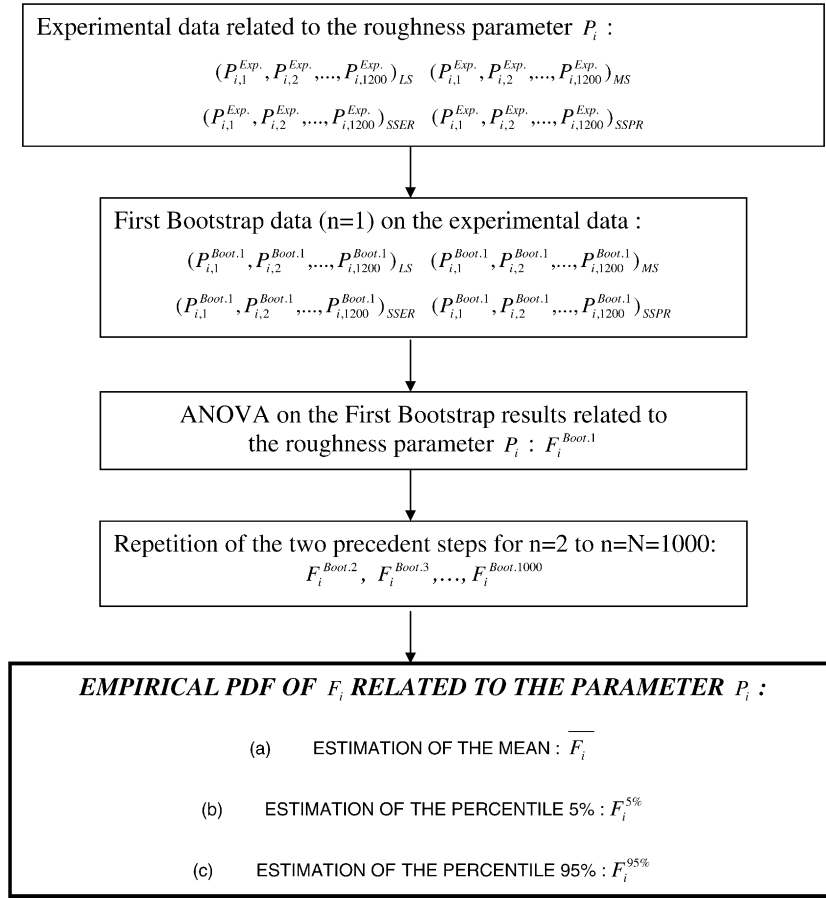 Experimental data related to the roughness parameter P_i :
(P_{i,1}^{Exp.}, P_{i,2}^{Exp.},..., P_{i,1200}^{Exp.})_{LS} (P_{i,1}^{Exp.}, P_{i,2}^{Exp.},..., P_{i,1200}^{Exp.})_{MS}
(P_{i,1}^{Exp.}, P_{i,2}^{Exp.},..., P_{i,1200}^{Exp.})_{SSER} (P_{i,1}^{Exp.}, P_{i,2}^{Exp.},..., P_{i,1200}^{Exp.})_{SSPR}
First Bootstrap data (n=1) on the experimental data :
(P_{i,1}^{Boot.1}, P_{i,2}^{Boot.1},..., P_{i,1200}^{Boot.1})_{LS} (P_{i,1}^{Boot.1}, P_{i,2}^{Boot.1},..., P_{i,1200}^{Boot.1})_{MS}
(P_{i,1}^{Boot.1}, P_{i,2}^{Boot.1},..., P_{i,1200}^{Boot.1})_{SSER} (P_{i,1}^{Boot.1}, P_{i,2}^{Boot.1},..., P_{i,1200}^{Boot.1})_{SSPR}
ANOVA on the First Bootstrap results related to
the roughness parameter P_i : F_i^{Boot.1}
Repetition of the two precedent steps for n=2 to n=N=1000:
F_i^{Boot.2}, F_i^{Boot.3},…, F_i^{Boot.1000}
EMPIRICAL PDF OF F_i RELATED TO THE PARAMETER P_i :
(a) ESTIMATION OF THE MEAN : \overline{F_i}
(b) ESTIMATION OF THE PERCENTILE 5% : F_i^{5%}
(c) ESTIMATION OF THE PERCENTILE 95% : F_i^{95%}